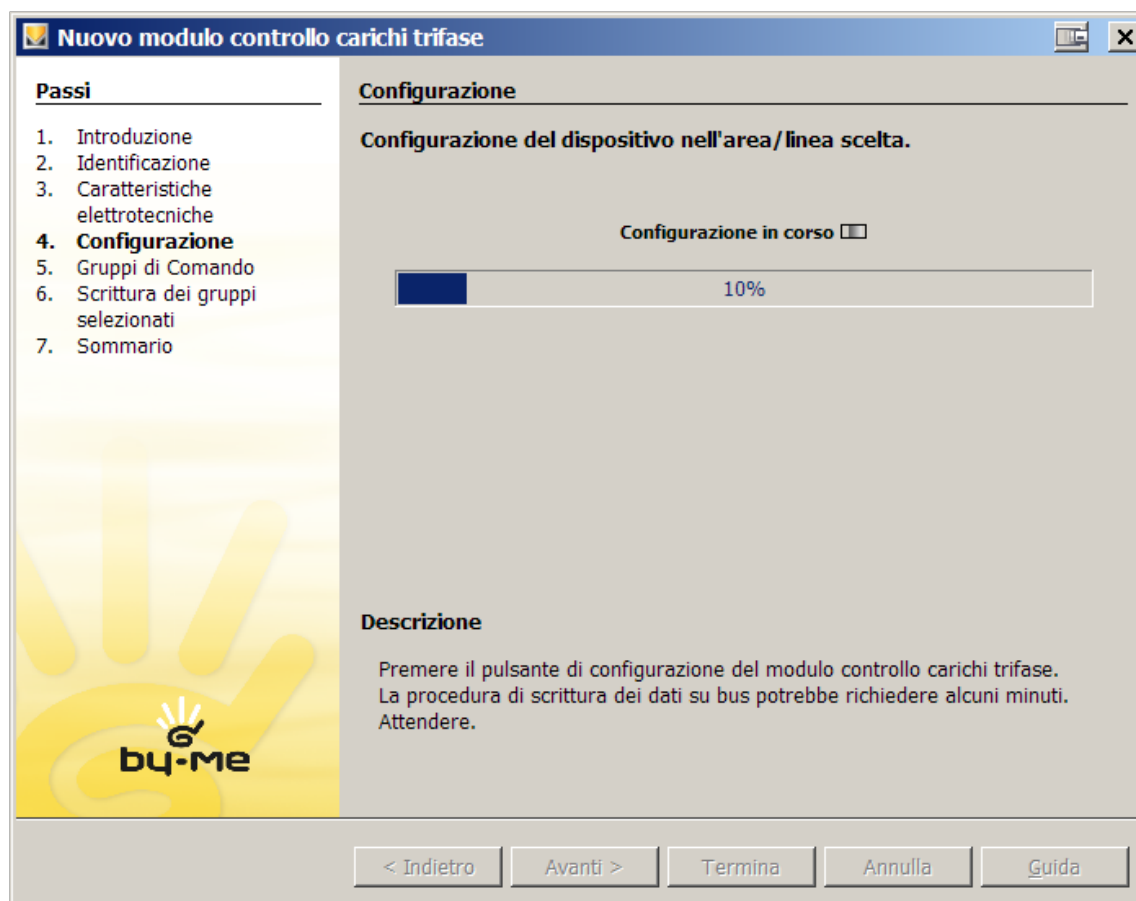 Nuovo modulo controllo carichi trifase
Passi
1. Introduzione
2. Identificazione
3. Caratteristiche
elettrotecniche
4. Configurazione
5. Gruppi di Comando
6. Scrittura dei gruppi
selezionati
7. Sommario
by-me
Configurazione
Configurazione del dispositivo nell'area/linea scelta.
Configurazione in corso
10%
Descrizione
Premere il pulsante di configurazione del modulo controllo carichi trifase.
La procedura di scrittura dei dati su bus potrebbe richiedere alcuni minuti.
Attendere.
< Indietro
Avanti >
Termina
Annulla
Guida